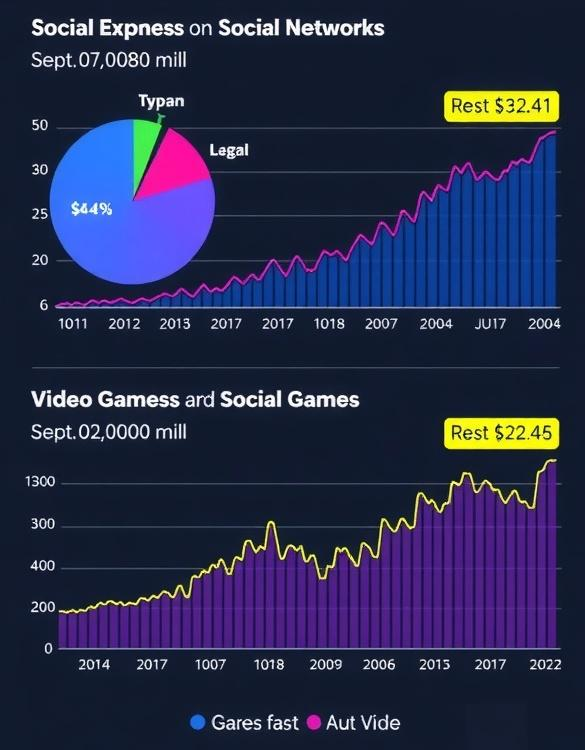 Social Expness on Social Networks
Sept.07,0080 mill
Rest $32.41
Typan
Legal
$44%
50
30
25
20
6
1011 2012 2013 2017 2017 1018 2007 2004 JU17 2004
Video Gamess ard Social Games
Sept.02,0000 mill
Rest $22.45
1300
300
400
200
0
2014 2017 1007 1018 2009 2006 2015 2017 2022
Gares fast Aut Vide